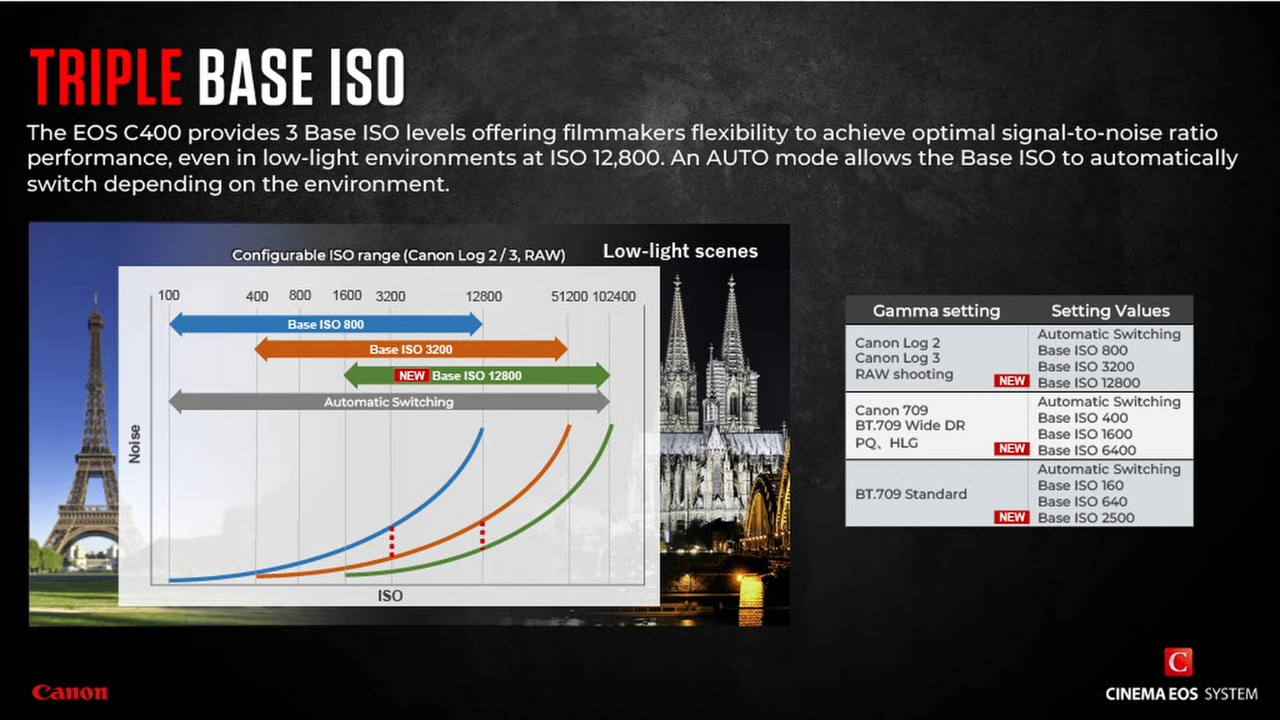 TRIPLE BASE ISO
The EOS C400 provides 3 Base ISO levels offering filmmakers flexibility to achieve optimal signal-to-noise ratio
performance, even in low-light environments at ISO 12,800. An AUTO mode allows the Base ISO to automatically
switch depending on the environment.
Configurable ISO range (Canon Log 2 / 3, RAW)
Low-light scenes
100 400 800 1600 3200 12800 51200 102400
Base ISO 800
Base ISO 3200
NEW Base ISO 12800
Automatic Switching
Noise
ISO
Gamma setting Setting Values
Canon Log 2
Canon Log 3
RAW shooting
Automatic Switching
Base ISO 800
Base ISO 3200
NEW Base ISO 12800
Canon 709
BT.709 Wide DR
PQ、HLG
Automatic Switching
Base ISO 400
Base ISO 1600
NEW Base ISO 6400
BT.709 Standard
Automatic Switching
Base ISO 160
Base ISO 640
NEW Base ISO 2500
Canon
C
CINEMA EOS SYSTEM